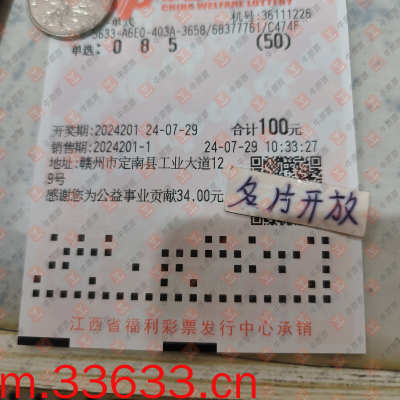 CHINA WELFARE LOTTERY
单式 机号:36111226
5633-A6E0-403A-3658/68377761/C474F
单选: 0 8 5 (50)
开奖期:2024201 24-07-29 合计100元
销售期:2024201-1 24-07-29 10:33:27
地址:赣州市定南县工业大道12
9号
感谢您为公益事业贡献34.00元
名片开放
江西省福利彩票发行中心承销
m.33633.cn